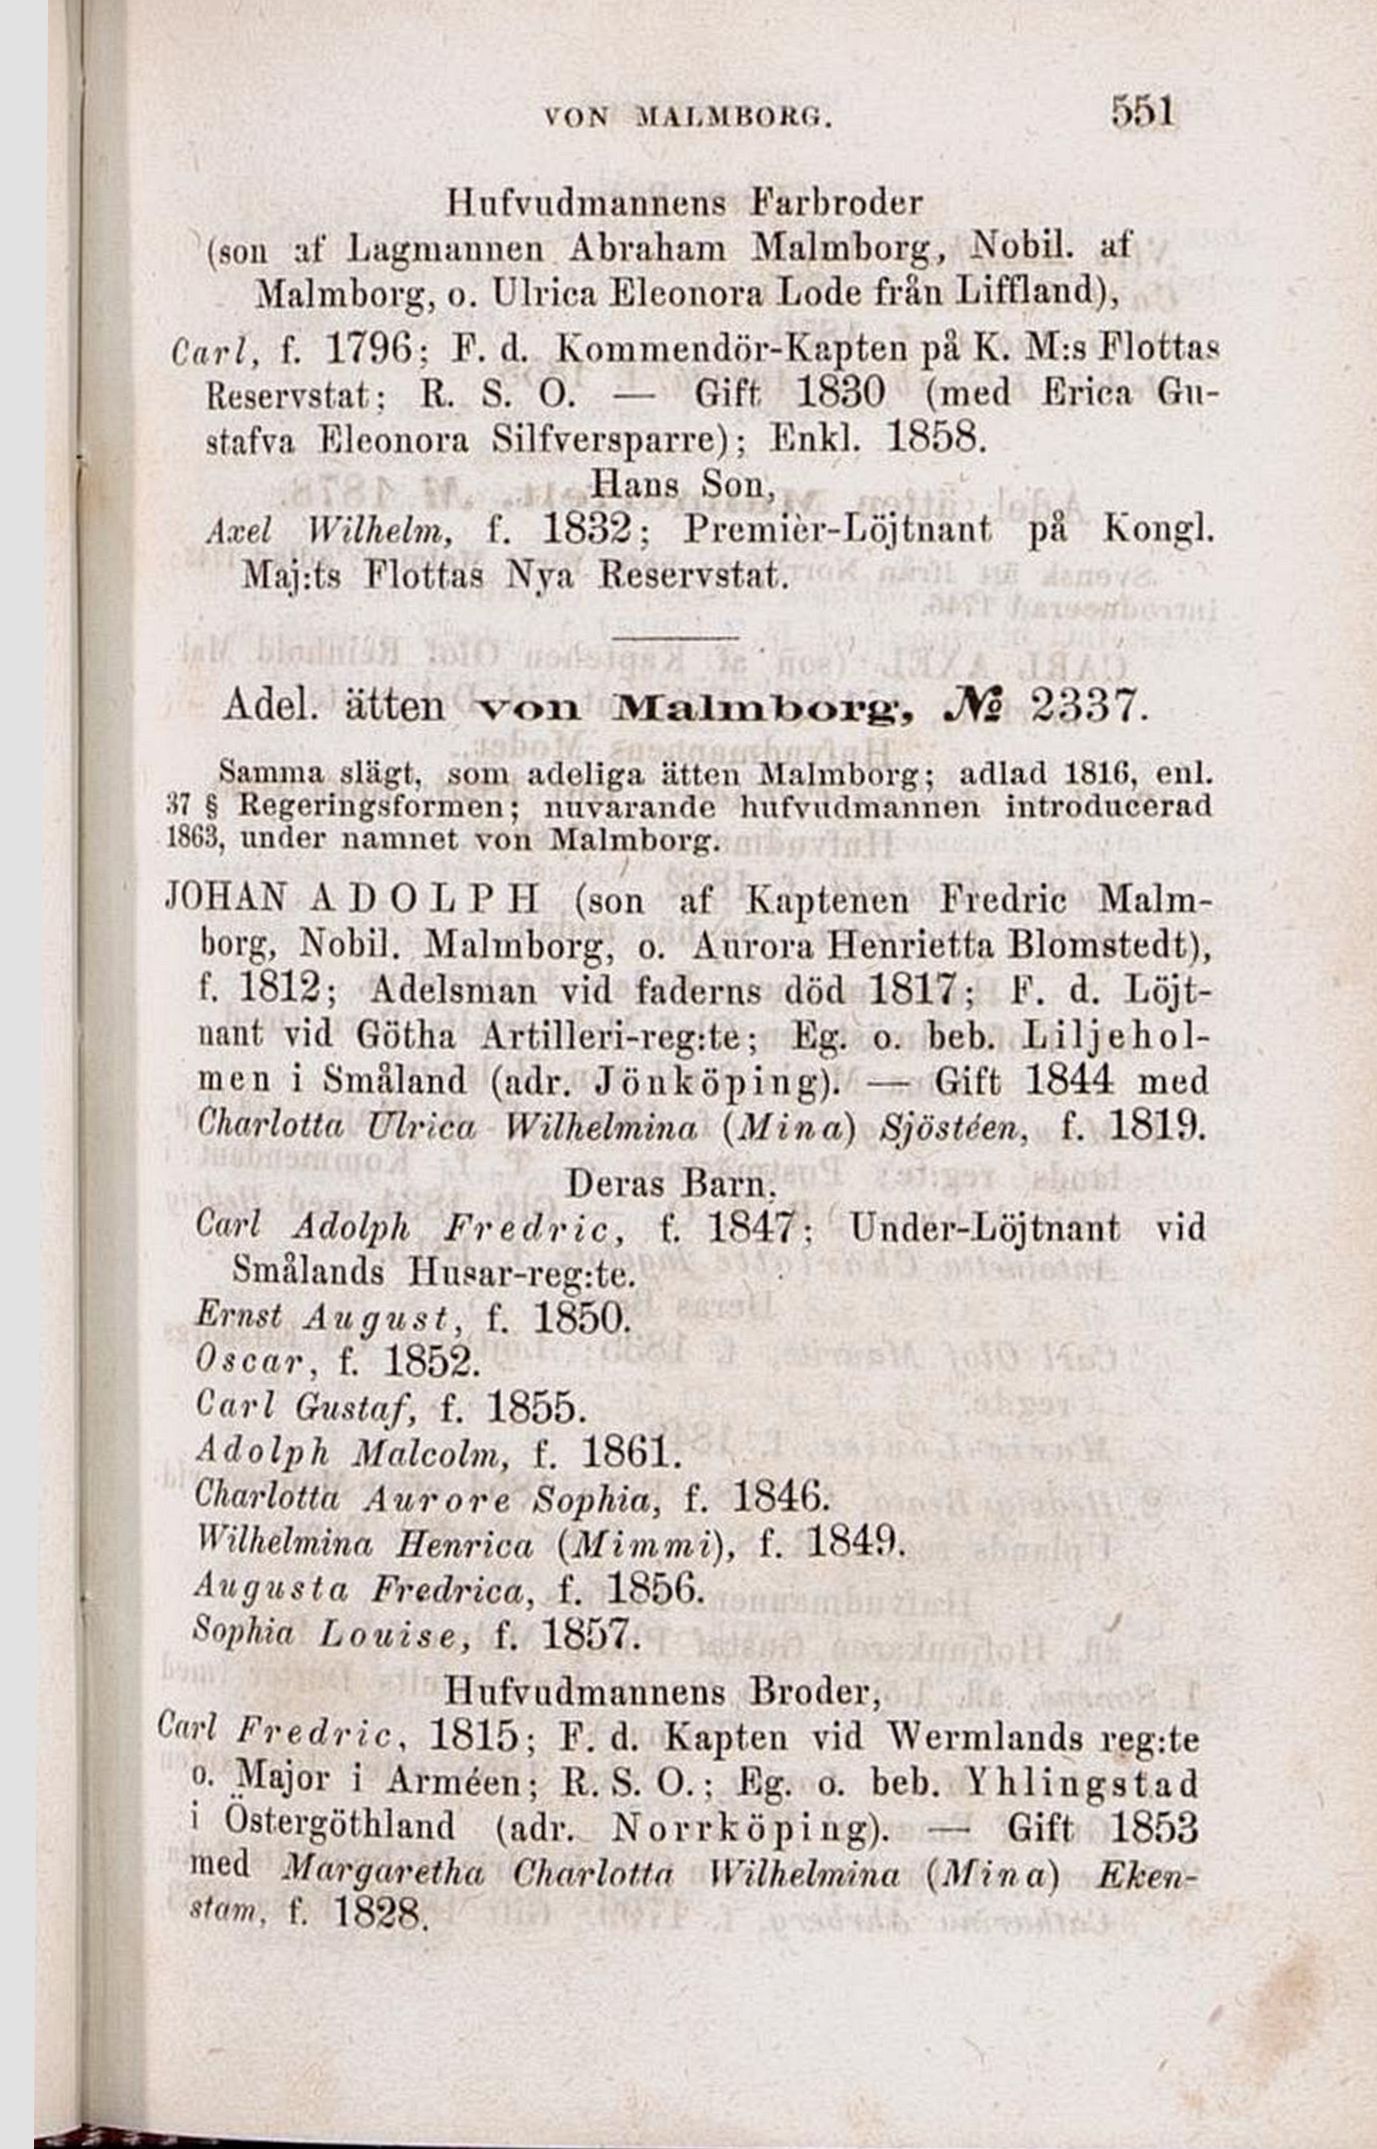 VON MALMBORG. 551
Hufvudmannens Farbroder
(son af Lagmannen Abraham Malmborg, Nobil. af
Malmborg, o. Ulrica Eleonora Lode från Liffland),
Carl, f. 1796; F. d. Kommendör-Kapten på K. M:s Flottas
Reservstat; R. S. O. — Gift 1830 (med Erica Gu-
stafva Eleonora Silfversparre); Enkl. 1858.
Hans Son,
Axel Wilhelm, f. 1832; Premièr-Löjtnant på Kongl.
Maj:ts Flottas Nya Reservstat.
Adel. ätten von Malmborg, № 2337.
Samma slägt, som adeliga ätten Malmborg; adlad 1816, enl.
37 § Regeringsformen; nuvarande hufvudmannen introducerad
1863, under namnet von Malmborg.
JOHAN ADOLPH (son af Kaptenen Fredric Malm-
borg, Nobil. Malmborg, o. Aurora Henrietta Blomstedt),
f. 1812; Adelsman vid faderns död 1817; F. d. Löjt-
nant vid Götha Artilleri-reg:te; Eg. o. beb. Liljehol-
men i Småland (adr. Jönköping). — Gift 1844 med
Charlotta Ulrica Wilhelmina (Mina) Sjöstéen, f. 1819.
Deras Barn.
Carl Adolph Fredric, f. 1847; Under-Löjtnant vid
Smålands Husar-reg:te.
Ernst August, f. 1850.
Oscar, f. 1852.
Carl Gustaf, f. 1855.
Adolph Malcolm, f. 1861.
Charlotta Aurore Sophia, f. 1846.
Wilhelmina Henrica (Mimmi), f. 1849.
Augusta Fredrica, f. 1856.
Sophia Louise, f. 1857.
Hufvudmannens Broder,
Carl Fredric, 1815; F. d. Kapten vid Wermlands reg:te
o. Major i Arméen; R. S. O.; Eg. o. beb. Yhlingstad
i Östergöthland (adr. Norrköping). — Gift 1853
med Margaretha Charlotta Wilhelmina (Mina) Eken-
stam, f. 1828.